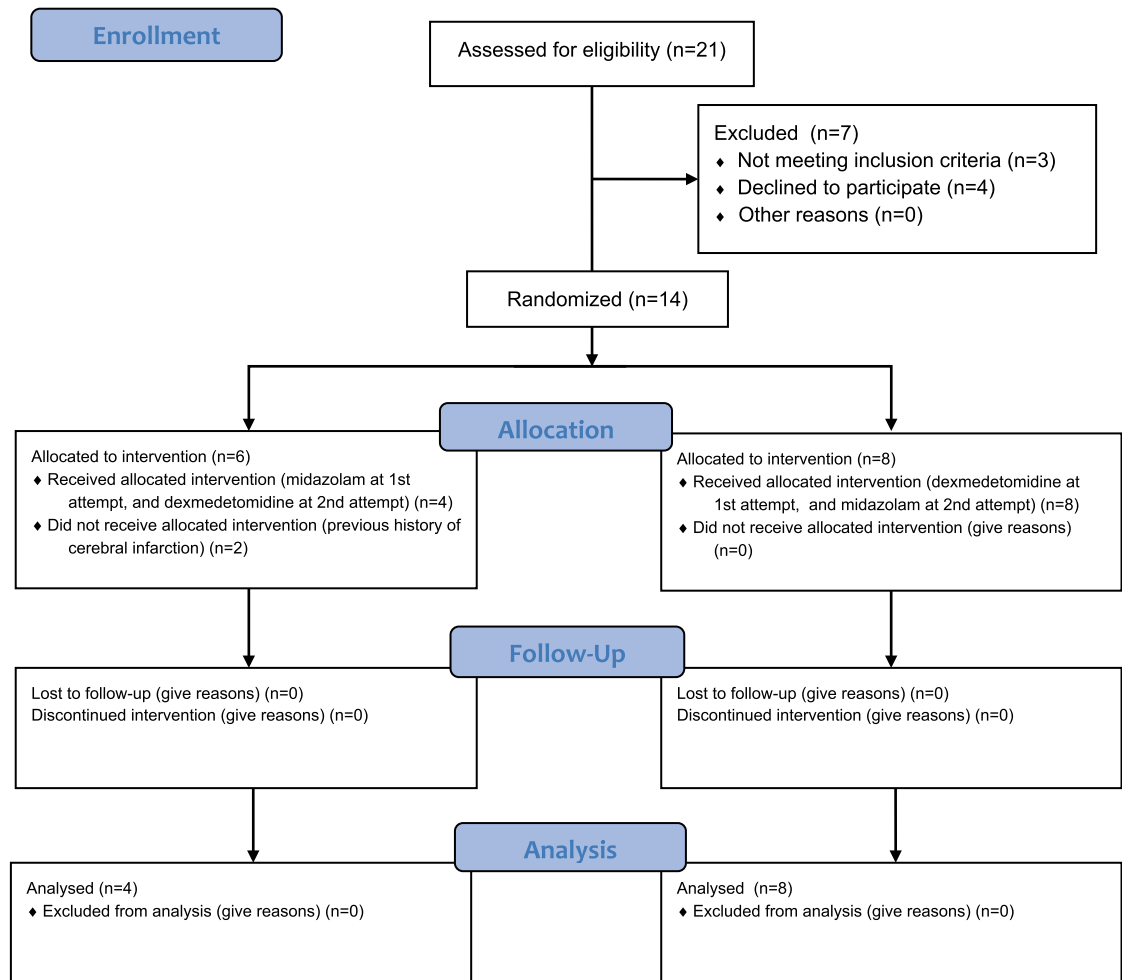 Enrollment
Assessed for eligibility (n=21)
Excluded (n=7)
♦ Not meeting inclusion criteria (n=3)
♦ Declined to participate (n=4)
♦ Other reasons (n=0)
Randomized (n=14)
Allocation
Allocated to intervention (n=6)
♦ Received allocated intervention (midazolam at 1st
attempt, and dexmedetomidine at 2nd attempt) (n=4)
♦ Did not receive allocated intervention (previous history of
cerebral infarction) (n=2)
Allocated to intervention (n=8)
♦ Received allocated intervention (dexmedetomidine at
1st attempt, and midazolam at 2nd attempt) (n=8)
♦ Did not receive allocated intervention (give reasons)
(n=0)
Follow-Up
Lost to follow-up (give reasons) (n=0)
Discontinued intervention (give reasons) (n=0)
Lost to follow-up (give reasons) (n=0)
Discontinued intervention (give reasons) (n=0)
Analysis
Analysed (n=4)
♦ Excluded from analysis (give reasons) (n=0)
Analysed (n=8)
♦ Excluded from analysis (give reasons) (n=0)